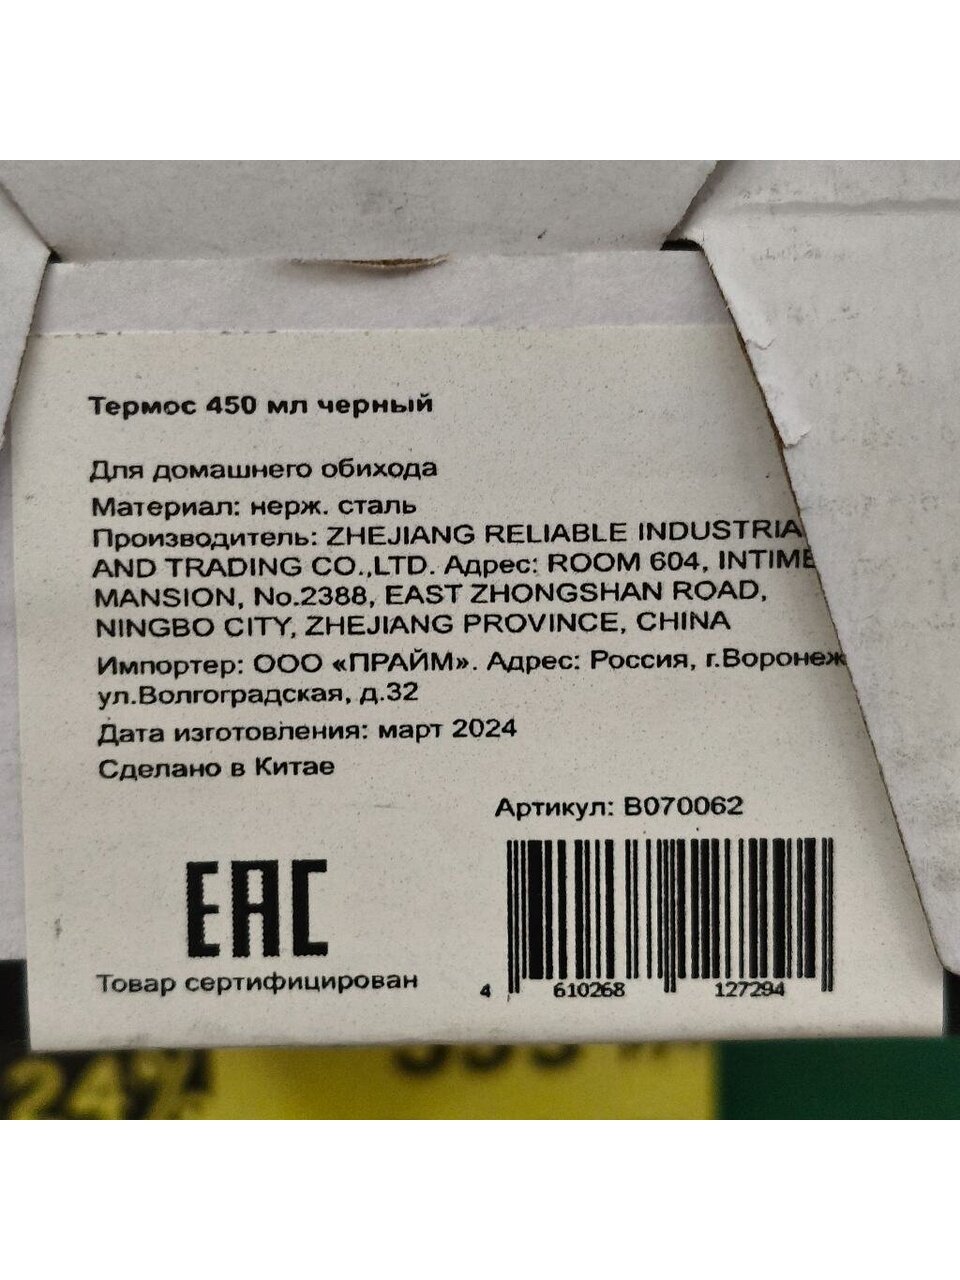 Термос 450 мл черный
Для домашнего обихода
Материал: нерж. сталь
Производитель: ZHEJIANG RELIABLE INDUSTRIA
AND TRADING CO.,LTD. Адрес: ROOM 604, INTIME
MANSION, No.2388, EAST ZHONGSHAN ROAD,
NINGBO CITY, ZHEJIANG PROVINCE, CHINA
Импортер: ООО «ПРАЙМ». Адрес: Россия, г.Воронеж
ул.Волгоградская, д.32
Дата изготовления: март 2024
Сделано в Китае
Артикул: B070062
EAC
Товар сертифицирован
4 610268 127294